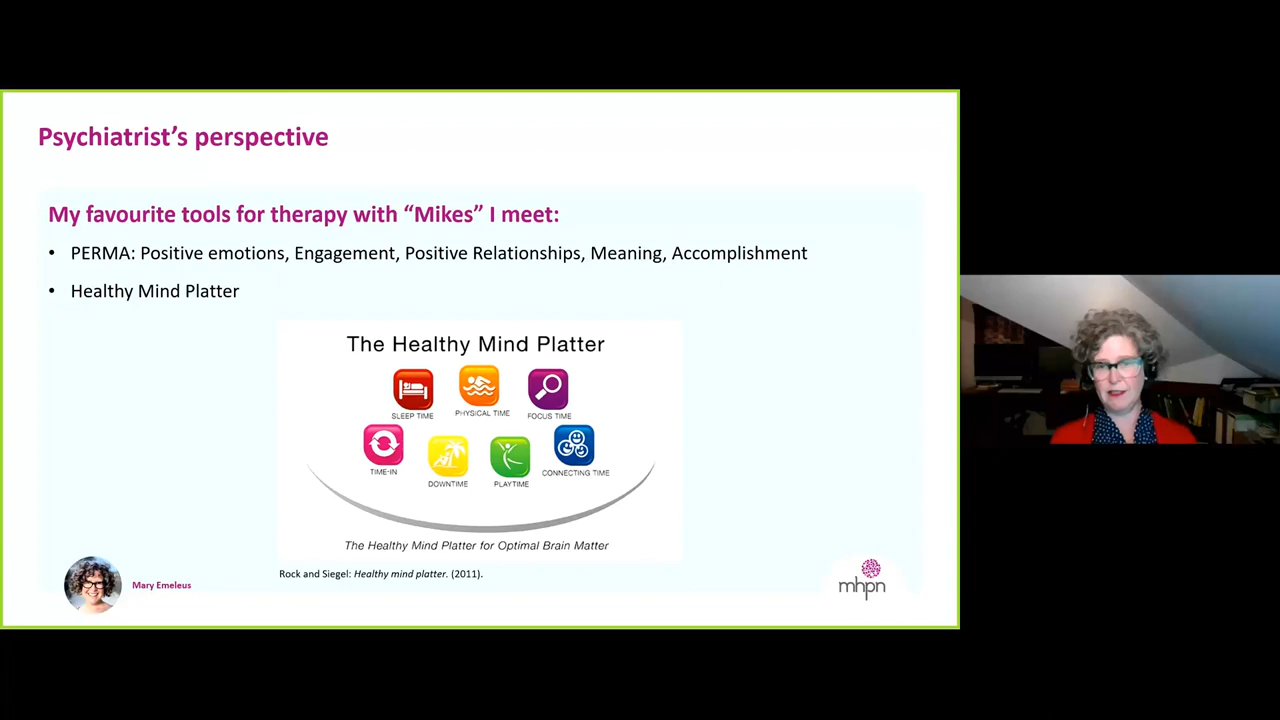 Psychiatrist's perspective
My favourite tools for therapy with “Mikes” I meet:
• PERMA: Positive emotions, Engagement, Positive Relationships, Meaning, Accomplishment
• Healthy Mind Platter
The Healthy Mind Platter
SLEEP TIME PHYSICAL TIME FOCUS TIME
TIME-IN DOWNTIME PLAYTIME CONNECTING TIME
The Healthy Mind Platter for Optimal Brain Matter
Rock and Siegel: Healthy mind platter. (2011).
Mary Emeleus
mhpn